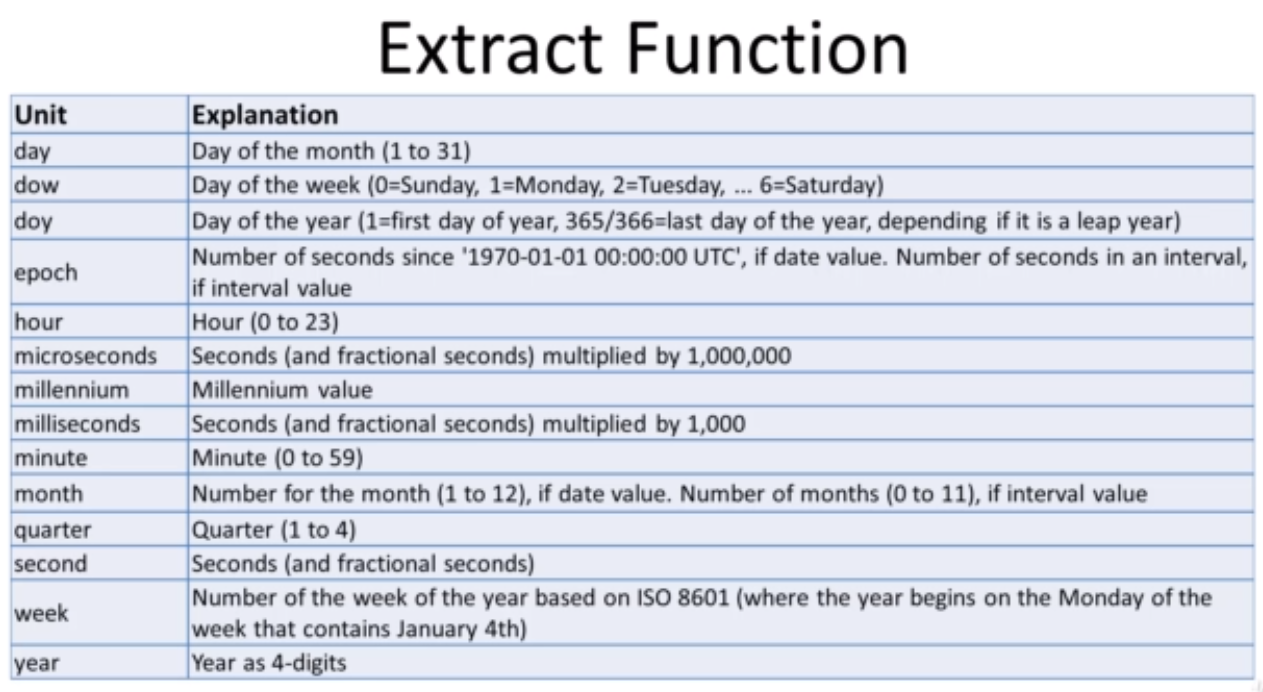 Extract Function
Unit Explanation
day Day of the month (1 to 31)
dow Day of the week (0=Sunday, 1=Monday, 2=Tuesday, ... 6=Saturday)
doy Day of the year (1=first day of year, 365/366=last day of the year, depending if it is a leap year)
epoch Number of seconds since '1970-01-01 00:00:00 UTC', if date value. Number of seconds in an interval,
if interval value
hour Hour (0 to 23)
microseconds Seconds (and fractional seconds) multiplied by 1,000,000
millennium Millennium value
milliseconds Seconds (and fractional seconds) multiplied by 1,000
minute Minute (0 to 59)
month Number for the month (1 to 12), if date value. Number of months (0 to 11), if interval value
quarter Quarter (1 to 4)
second Seconds (and fractional seconds)
week Number of the week of the year based on ISO 8601 (where the year begins on the Monday of the
week that contains January 4th)
year Year as 4-digits